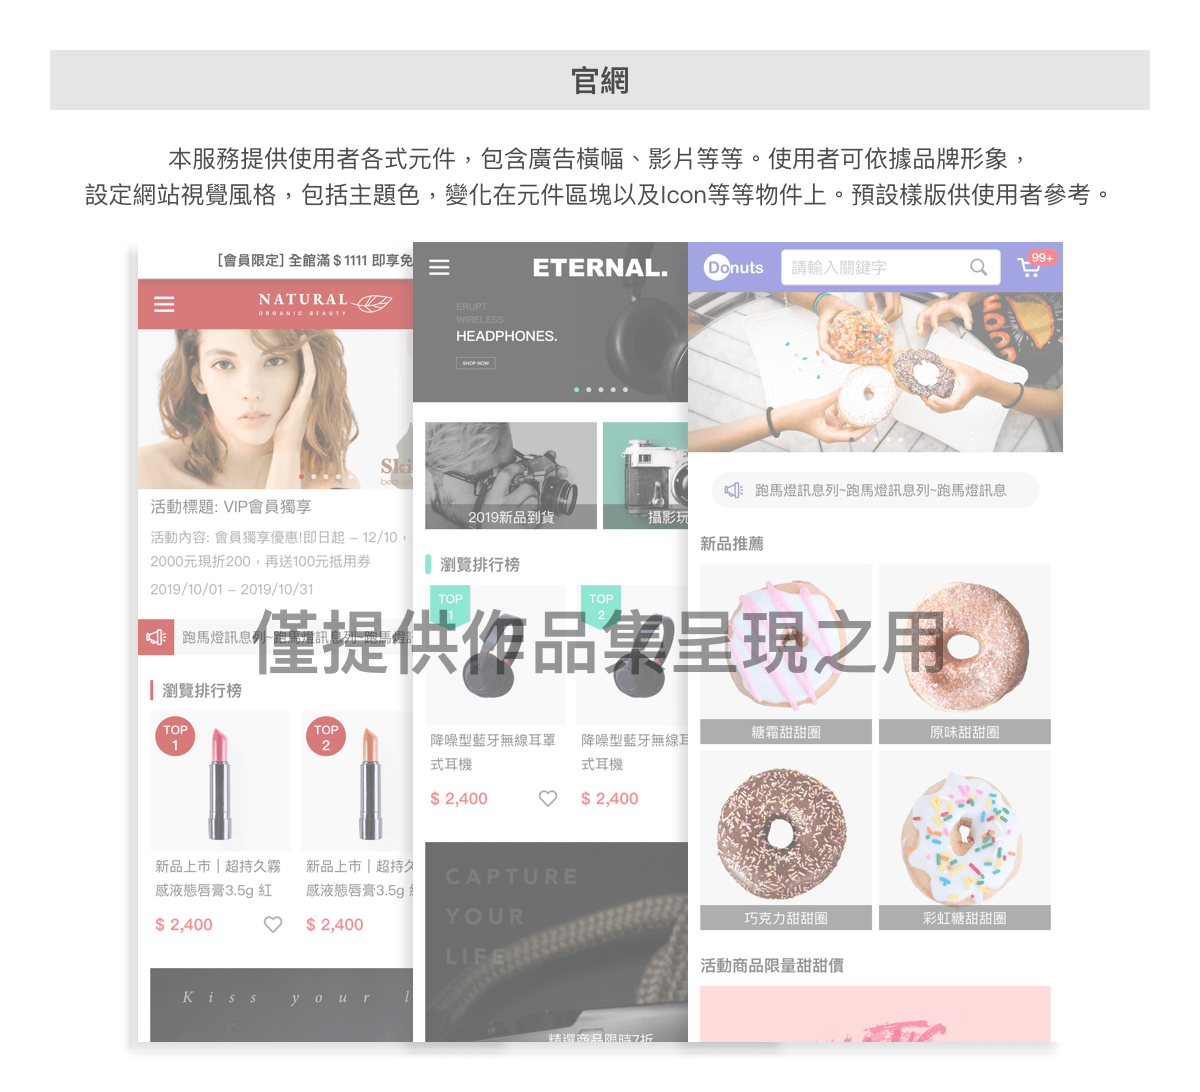 官網
本服務提供使用者各式元件，包含廣告橫幅、影片等等。使用者可依據品牌形象，
設定網站視覺風格，包括主題色，變化在元件區塊以及Icon等等物件上。預設樣版供使用者參考。
[會員限定] 全館滿 $ 1111 即享免
NATURAL
ORGANIC BEAUTY
Ski
beauty
活動標題: VIP會員獨享
活動內容: 會員獨享優惠!即日起 – 12/10，
2000元現折200，再送100元抵用券
2019/10/01 – 2019/10/31
跑馬燈訊息列~跑馬燈訊息列~跑馬燈訊
瀏覽排行榜
TOP
1
TOP
2
新品上市｜超持久霧
感液態唇膏3.5g 紅
$ 2,400
新品上市｜超持久
感液態唇膏3.5g
$ 2,400
Kiss your l
ETERNAL.
ERUPT
WIRELESS
HEADPHONES.
SHOP NOW
2019新品到貨
攝影玩
瀏覽排行榜
TOP
1
TOP
2
降噪型藍牙無線耳罩
式耳機
$ 2,400
降噪型藍牙無線耳
式耳機
$ 2,400
CAPTURE
YOUR
LIFE
精選商品限時7折
Donuts
請輸入關鍵字
99+
跑馬燈訊息列~跑馬燈訊息列~跑馬燈訊息
新品推薦
糖霜甜甜圈
原味甜甜圈
巧克力甜甜圈
彩虹糖甜甜圈
活動商品限量甜甜價
僅提供作品集呈現之用